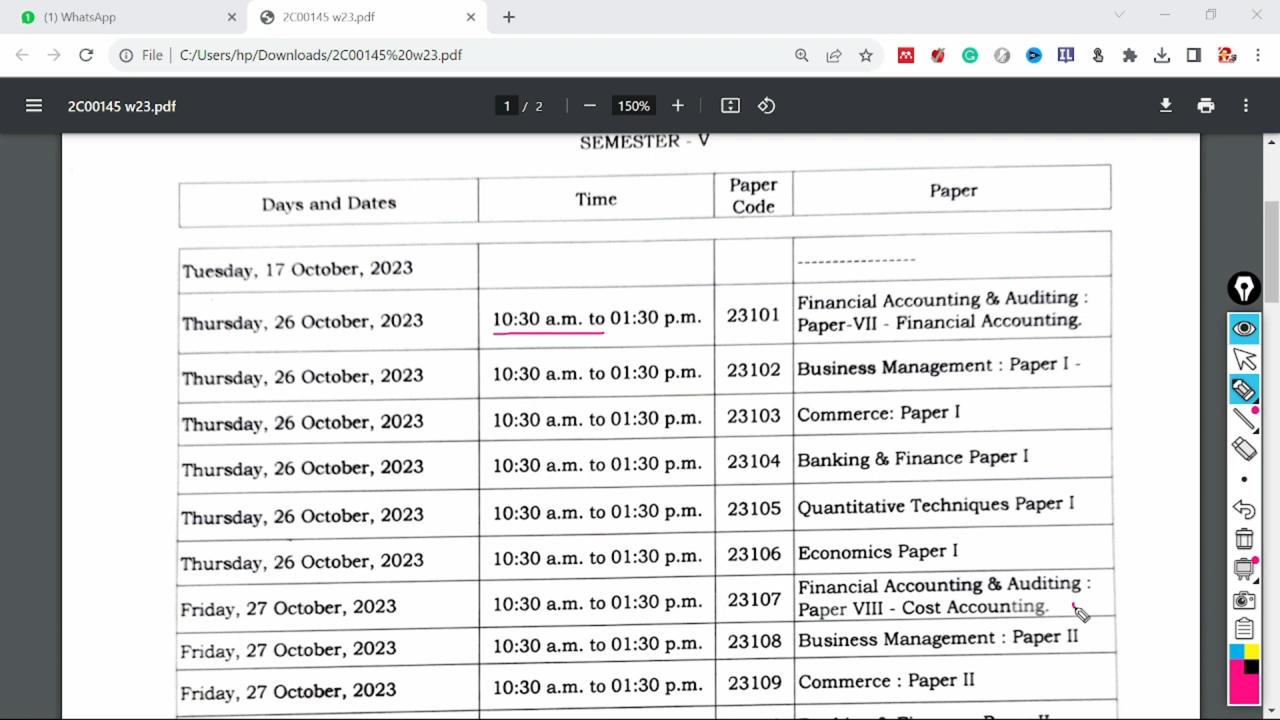 (1) WhatsApp
2C00145 w23.pdf
File C:/Users/hp/Downloads/2C00145%20w23.pdf
2C00145 w23.pdf
1 / 2
150%
SEMESTER - V
Days and Dates Time Paper Code Paper
Tuesday, 17 October, 2023 -----------------
Thursday, 26 October, 2023 10:30 a.m. to 01:30 p.m. 23101 Financial Accounting & Auditing :
Paper-VII - Financial Accounting.
Thursday, 26 October, 2023 10:30 a.m. to 01:30 p.m. 23102 Business Management : Paper I -
Thursday, 26 October, 2023 10:30 a.m. to 01:30 p.m. 23103 Commerce: Paper I
Thursday, 26 October, 2023 10:30 a.m. to 01:30 p.m. 23104 Banking & Finance Paper I
Thursday, 26 October, 2023 10:30 a.m. to 01:30 p.m. 23105 Quantitative Techniques Paper I
Thursday, 26 October, 2023 10:30 a.m. to 01:30 p.m. 23106 Economics Paper I
Friday, 27 October, 2023 10:30 a.m. to 01:30 p.m. 23107 Financial Accounting & Auditing :
Paper VIII - Cost Accounting.
Friday, 27 October, 2023 10:30 a.m. to 01:30 p.m. 23108 Business Management : Paper II
Friday, 27 October, 2023 10:30 a.m. to 01:30 p.m. 23109 Commerce : Paper II